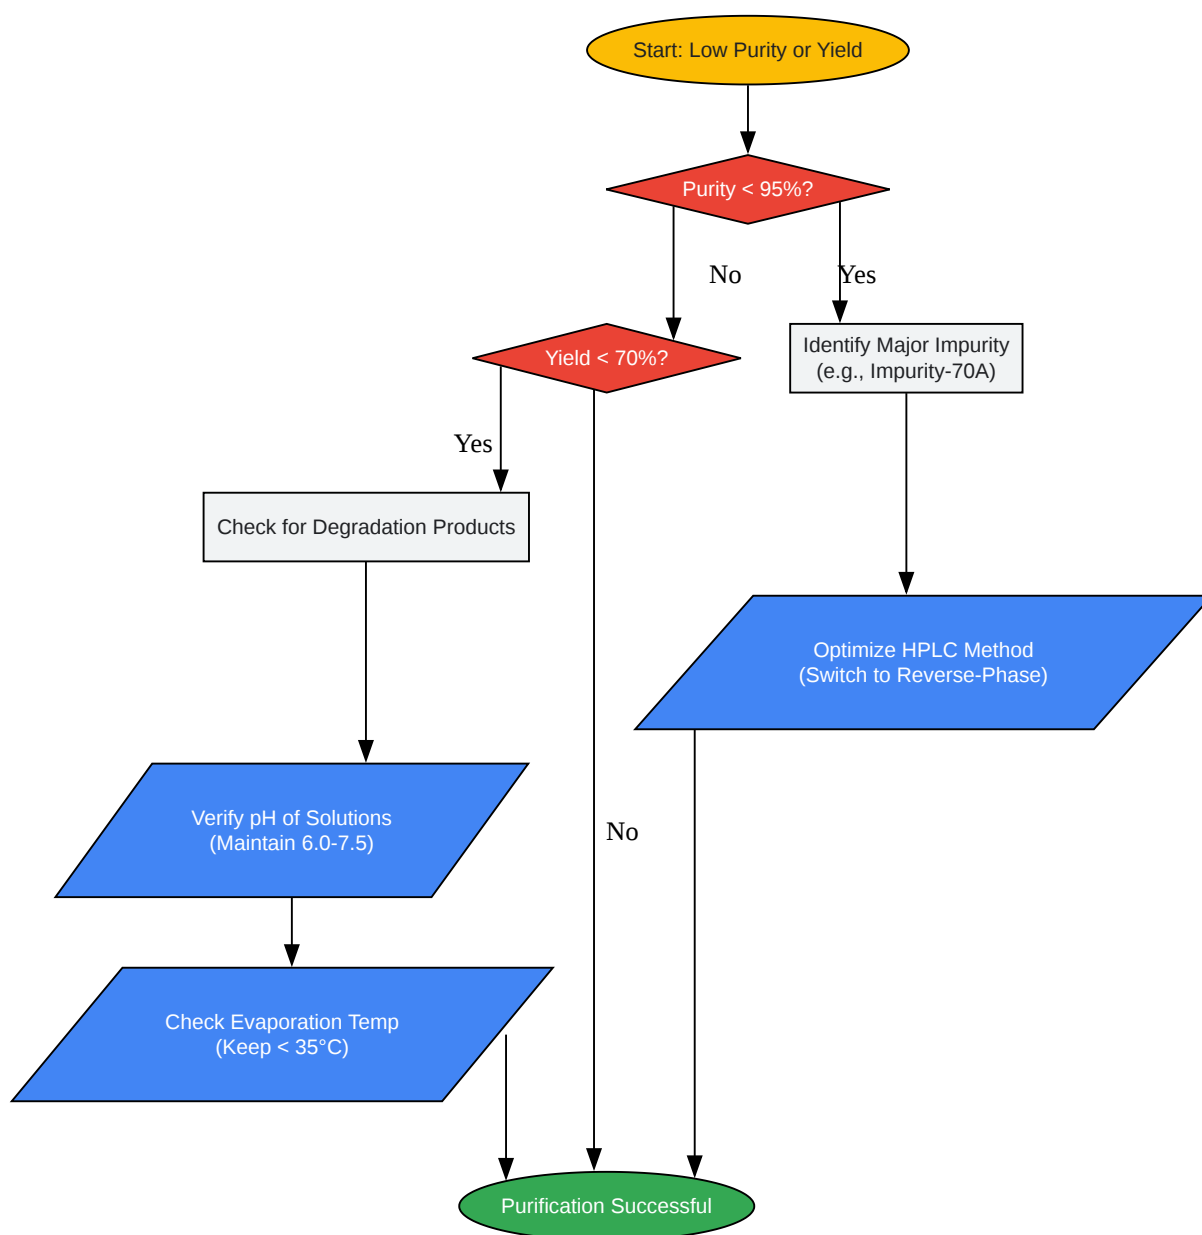 Start: Low Purity or Yield
Purity < 95%?
No
Yes
Yield < 70%?
Identify Major Impurity
(e.g., Impurity-70A)
Yes
Check for Degradation Products
Optimize HPLC Method
(Switch to Reverse-Phase)
Verify pH of Solutions
(Maintain 6.0-7.5)
No
Check Evaporation Temp
(Keep < 35°C)
Purification Successful